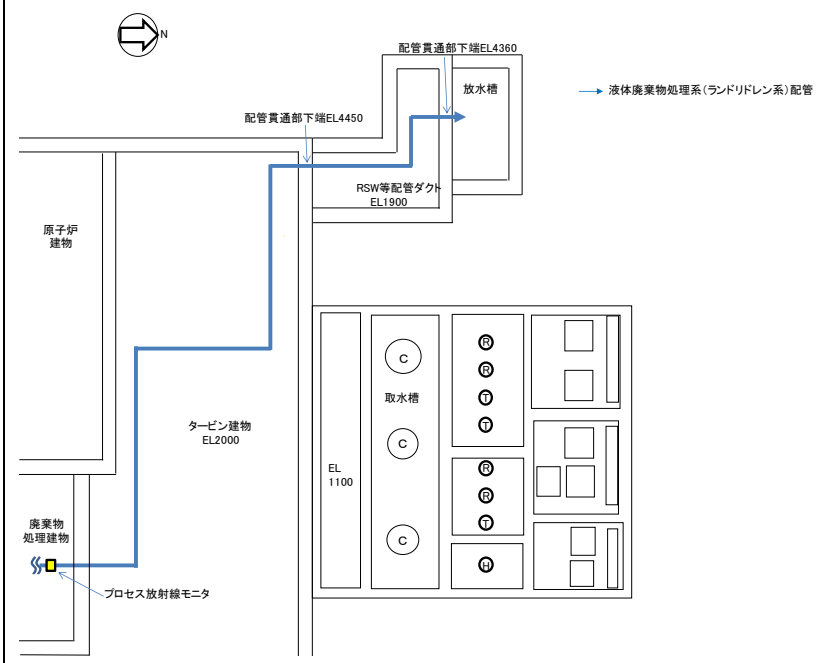 N
配管貫通部下端EL4360
放水槽
液体廃棄物処理系(ランドリドレン系)配管
配管貫通部下端EL4450
RSW等配管ダクト
EL1900
原子炉
建物
タービン建物
EL2000
取水槽
C
C
C
EL
1100
R
R
T
T
R
R
T
H
廃棄物
処理建物
プロセス放射線モニタ